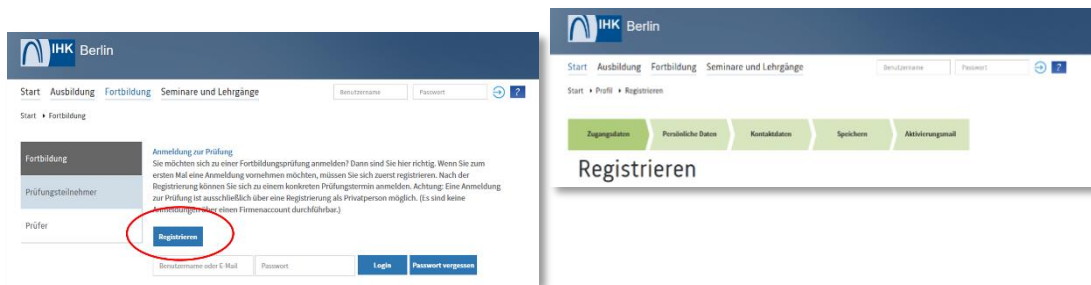 IHK Berlin
Start Ausbildung Fortbildung Seminare und Lehrgänge Benutzername Passwort ?
Start Fortbildung
Fortbildung
Prüfungsteilnehmer
Prüfer
Anmeldung zur Prüfung
Sie möchten sich zu einer Fortbildungsprüfung anmelden? Dann sind Sie hier richtig. Wenn Sie zum
ersten Mal eine Anmeldung vornehmen möchten, müssen Sie sich zuerst registrieren. Nach der
Registrierung können Sie sich zu einem konkreten Prüfungstermin anmelden. Achtung: Eine Anmeldung
zur Prüfung ist ausschließlich über eine Registrierung als Privatperson möglich. (Es sind keine
Anmeldungen über einen Firmenaccount durchführbar.)
Registrieren
Benutzername oder E-Mail Passwort Login Passwort vergessen
IHK Berlin
Start Ausbildung Fortbildung Seminare und Lehrgänge Benutzername Passwort ?
Start Profil Registrieren
Zugangsdaten Persönliche Daten Kontaktdaten Speichern Aktivierungsmail
Registrieren